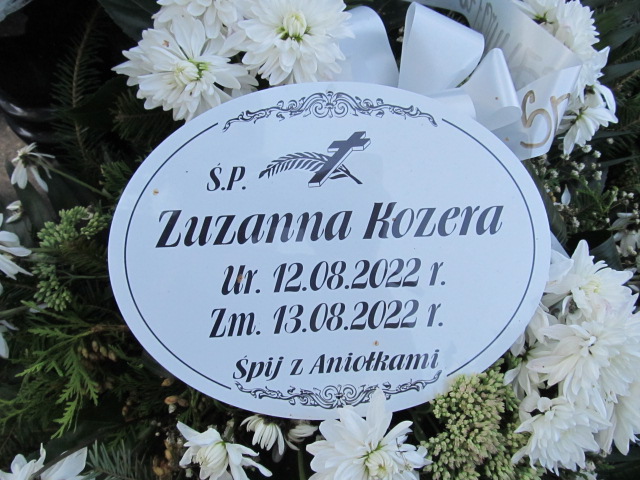 Ś.P.
Zuzanna Kozera
Ur. 12.08.2022 r.
Zm. 13.08.2022 r.
Śpij z Aniołkami